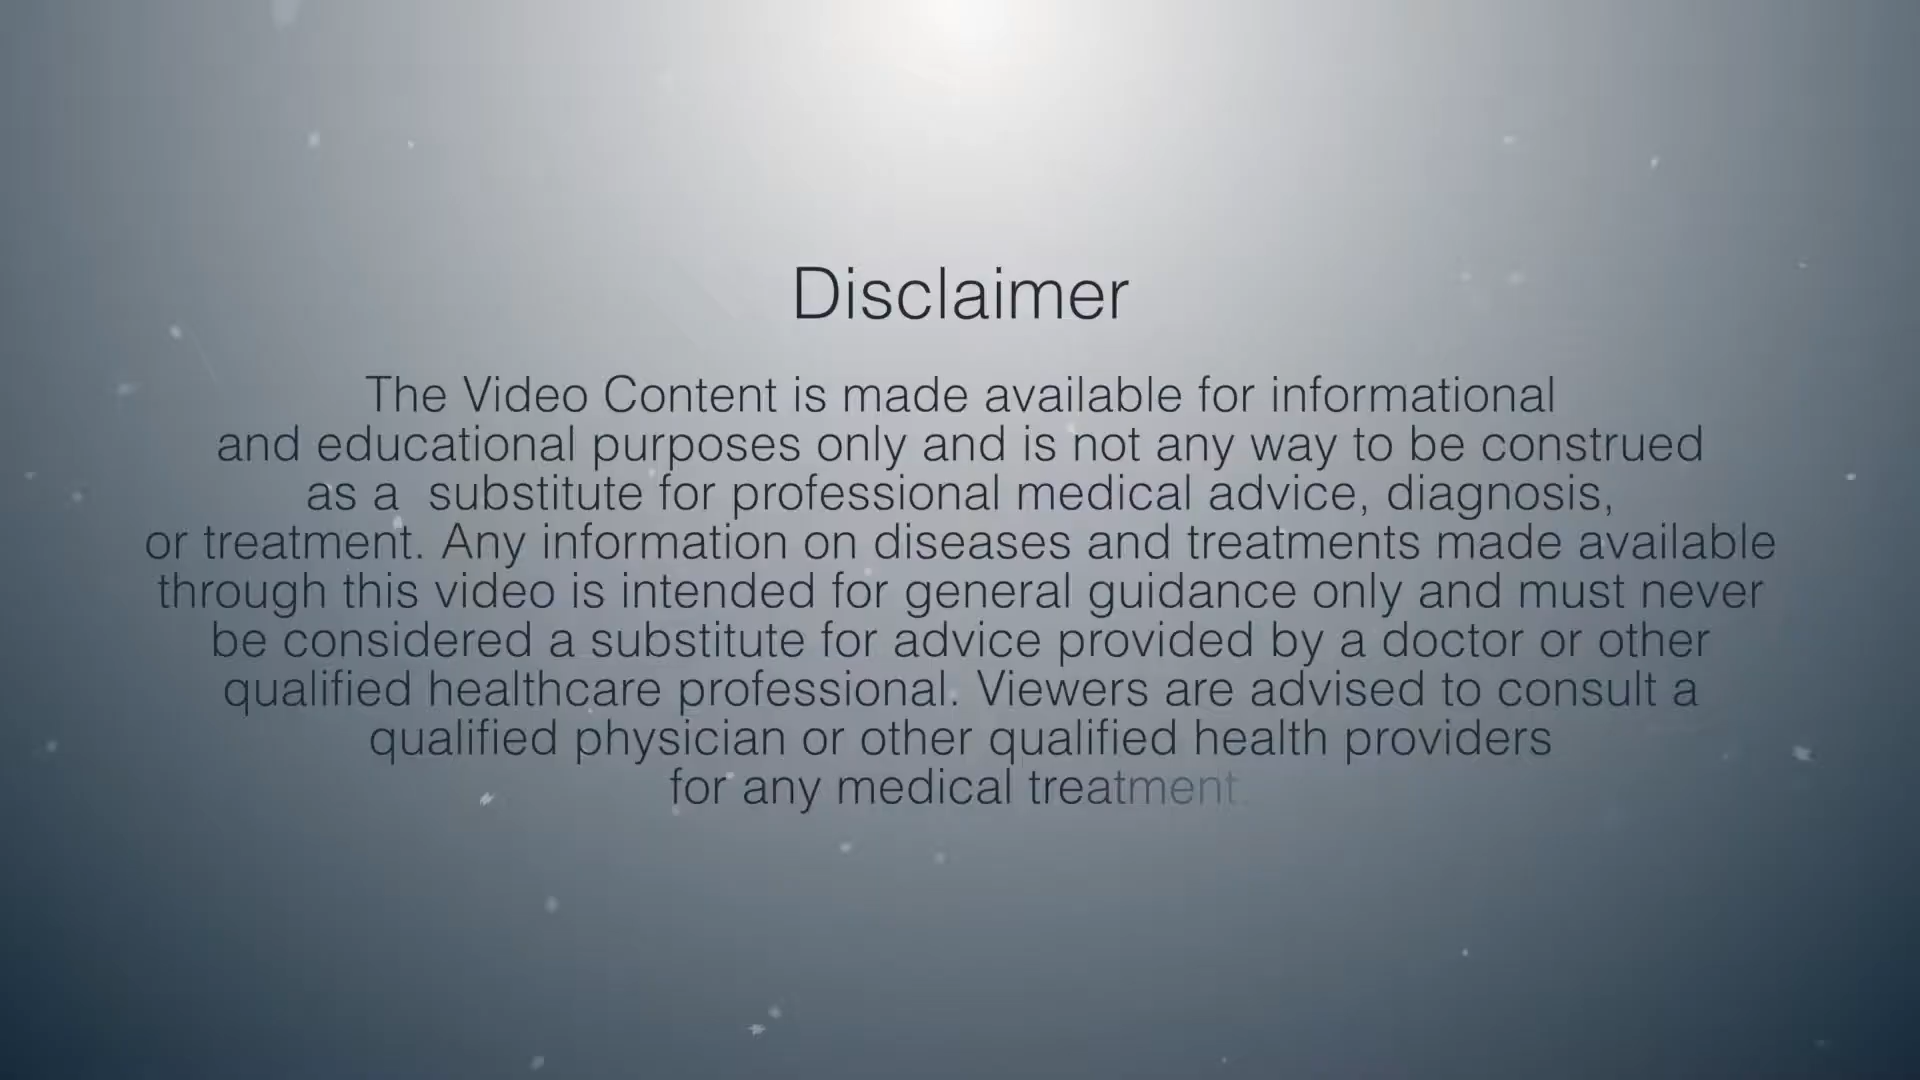 Disclaimer
The Video Content is made available for informational
and educational purposes only and is not any way to be construed
as a  substitute for professional medical advice, diagnosis,
or treatment. Any information on diseases and treatments made available
through this video is intended for general guidance only and must never
be considered a substitute for advice provided by a doctor or other
qualified healthcare professional. Viewers are advised to consult a
qualified physician or other qualified health providers
for any medical treatment.